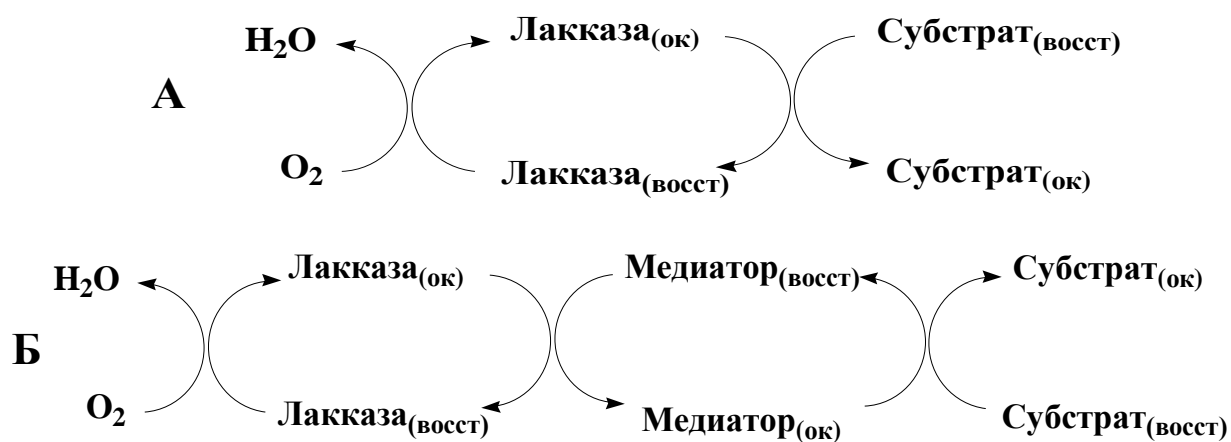 H₂O Лакказа(ок) Субстрат(восст)
А
O₂ Лакказа(восст) Субстрат(ок)
H₂O Лакказа(ок) Медиатор(восст) Субстрат(ок)
Б
O₂ Лакказа(восст) Медиатор(ок) Субстрат(восст)